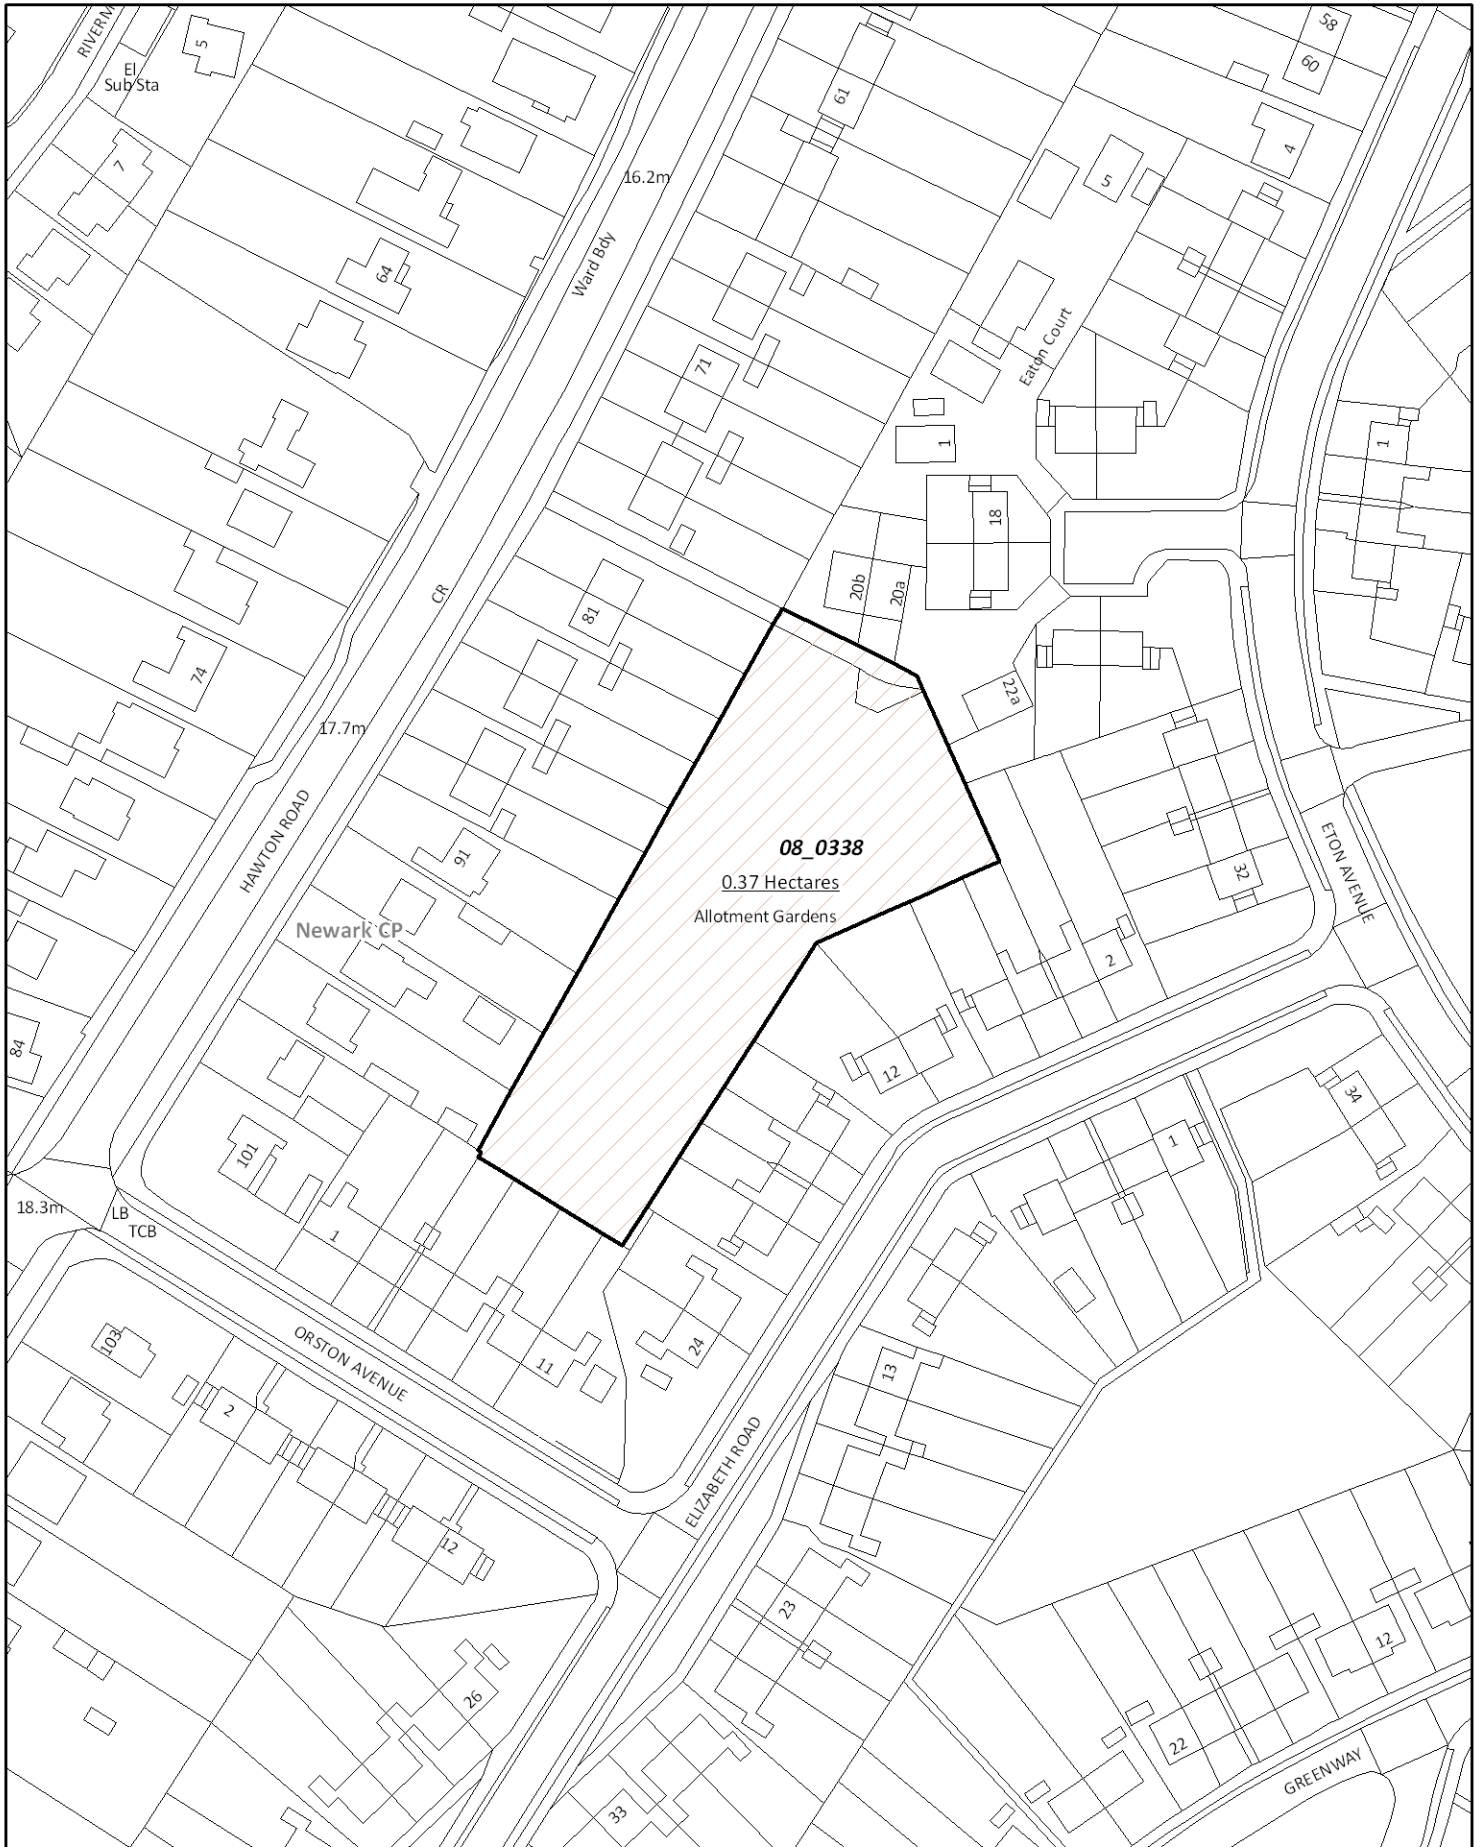 RIVERM
5
El
Sub Sta
7
58
60
61
4
5
16.2m
Ward Bdy
64
Eaton Court
71
1
1
18
CR
20b
20a
81
74
22a
17.7m
HAWTON ROAD
08_0338
0.37 Hectares
Allotment Gardens
91
32
ETON AVENUE
Newark CP
2
84
12
34
101
1
18.3m
LB
TCB
1
103
ORSTON AVENUE
24
11
13
2
ELIZABETH ROAD
12
23
12
26
22
GREENWAY
33